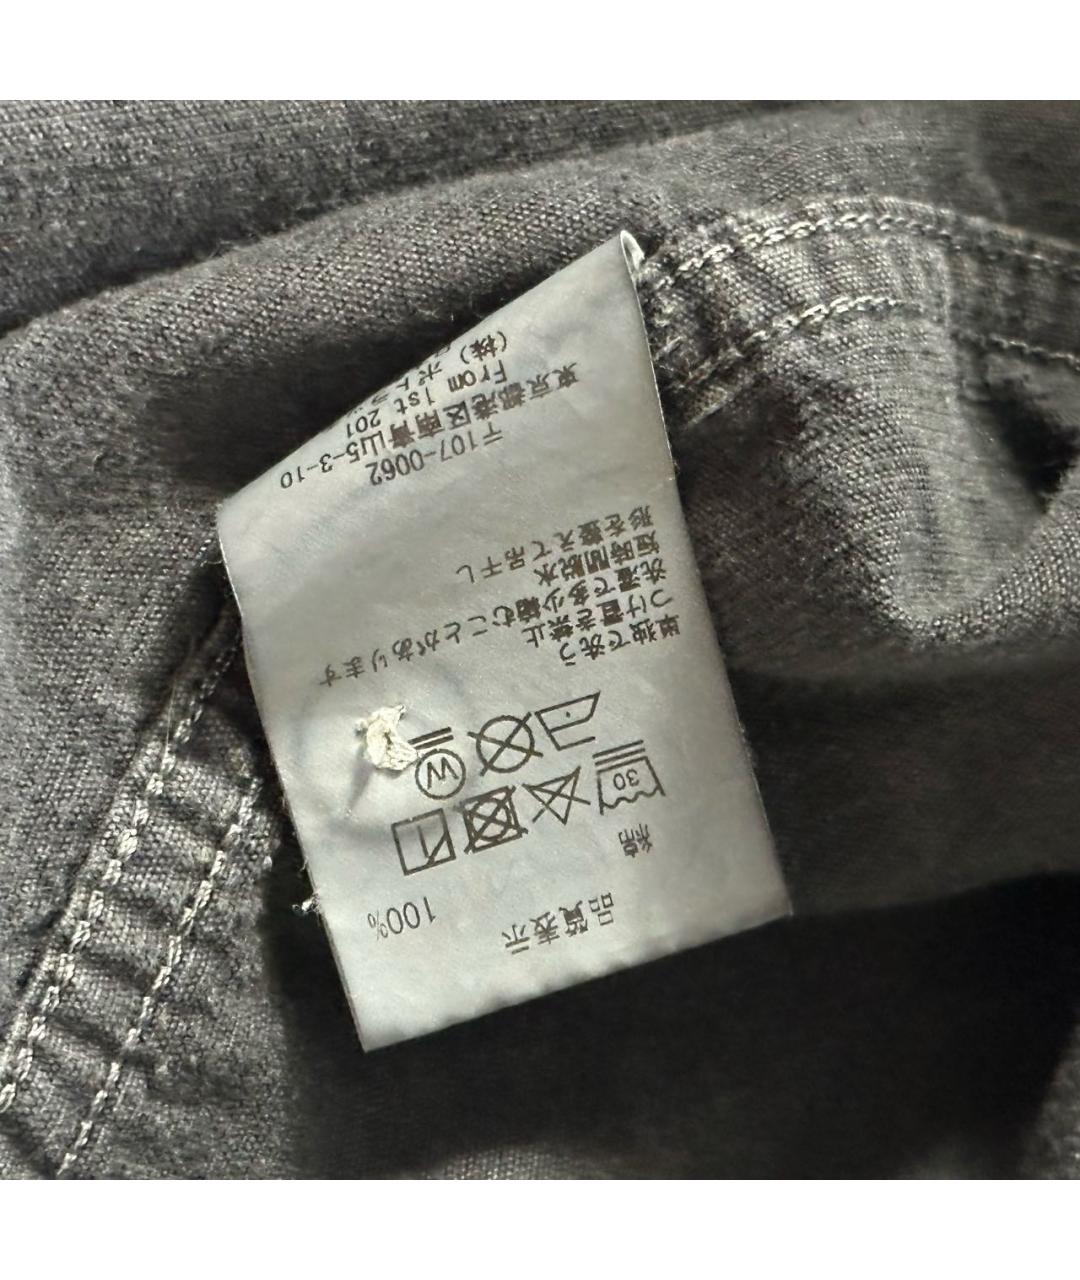 品質表示
綿 100%
30
W
単独で洗う
つけ置き禁止
洗濯で多少縮むことがあります
短時間脱水
形を整えて吊干し
〒107-0062
東京都港区南青山5-3-10
From 1st 201
(株)